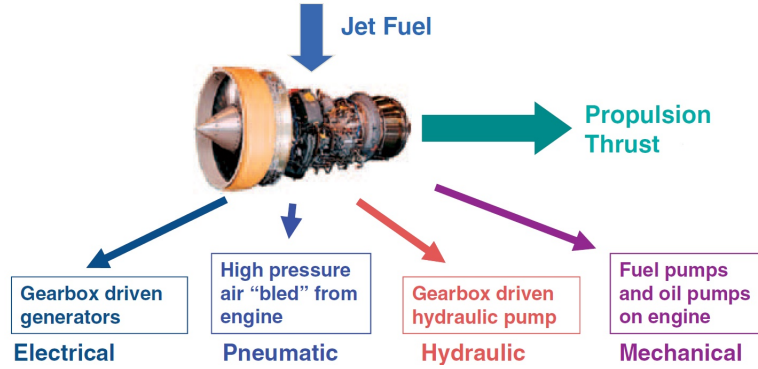 Jet Fuel
Propulsion
Thrust
Gearbox driven
generators
Electrical
High pressure
air “bled” from
engine
Pneumatic
Gearbox driven
hydraulic pump
Hydraulic
Fuel pumps
and oil pumps
on engine
Mechanical